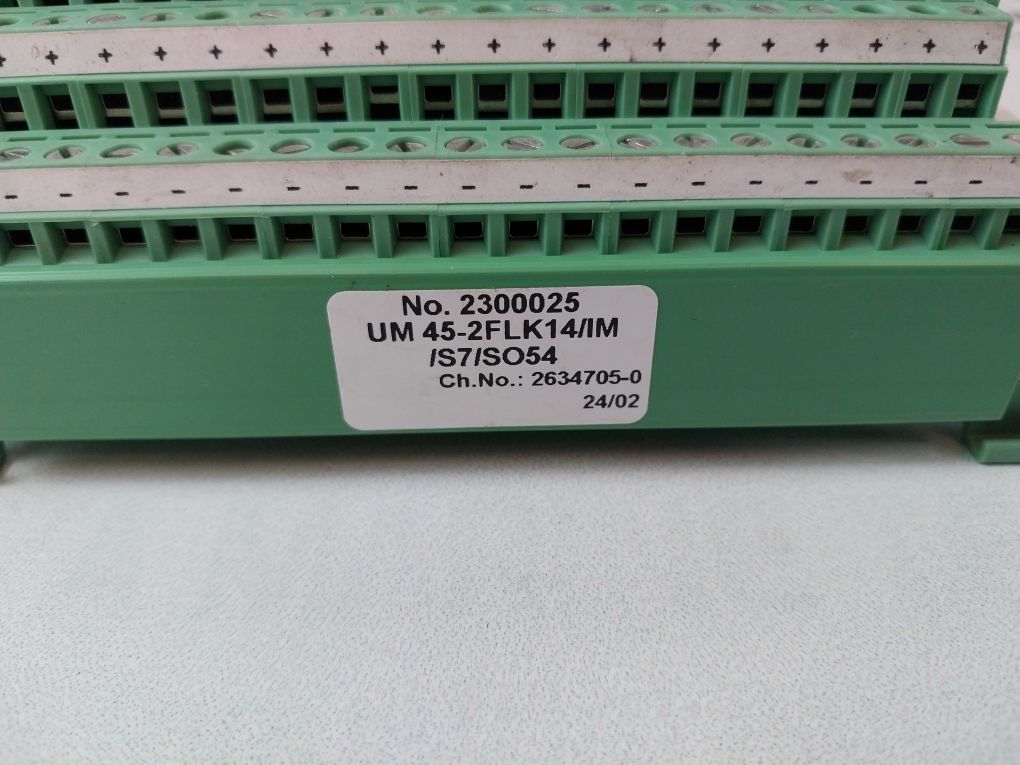 + + + + + + + + + + + + + + + + + + +
- - - - - - - - - - - - - - - - - -
No. 2300025
UM 45-2FLK14/IM
/S7/SO54
Ch.No.: 2634705-0
24/02